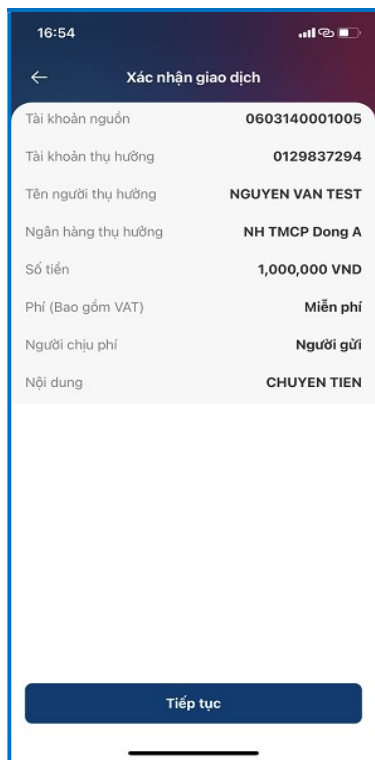 16:54
Xác nhận giao dịch
Tài khoản nguồn 0603140001005
Tài khoản thụ hưởng 0129837294
Tên người thụ hưởng NGUYEN VAN TEST
Ngân hàng thụ hưởng NH TMCP Dong A
Số tiền 1,000,000 VND
Phí (Bao gồm VAT) Miễn phí
Người chịu phí Người gửi
Nội dung CHUYEN TIEN
Tiếp tục